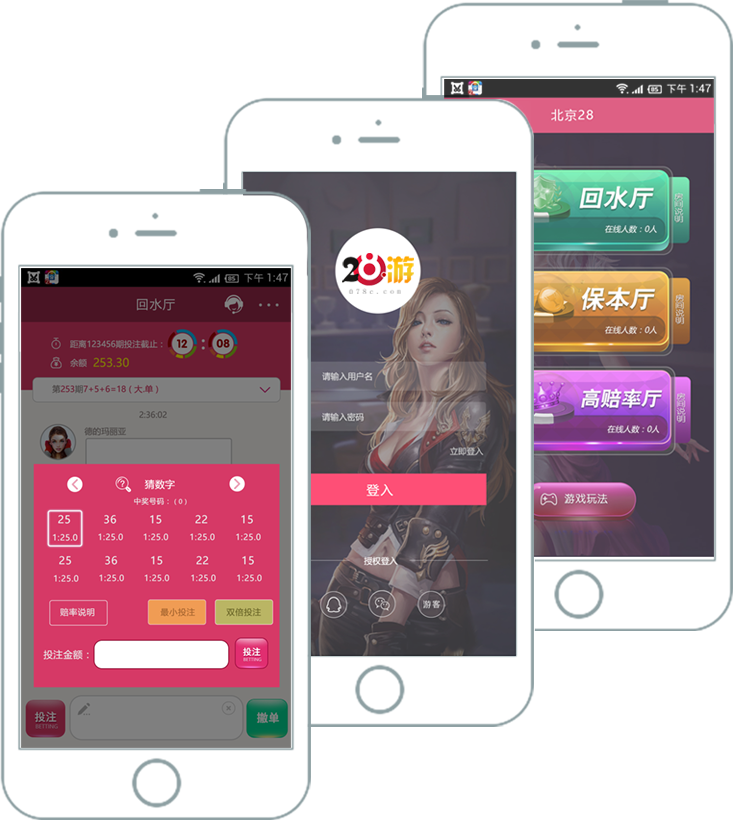 下午 1:47
北京28
回水厅
房间说明
在线人数：0人
保本厅
房间说明
在线人数：0人
高赔率厅
房间说明
在线人数：0人
游戏玩法
28游
878c.com
请输入用户名
请输入密码
立即登入
登入
授权登入
游客
85 下午 1:47
回水厅
距离123456期投注截止： 12 : 08
余额 253.30
第253期7+5+6=18 ( 大.单 )
2:36:02
德的玛丽亚
猜数字
中奖号码：( 0 )
25 36 15 22 15
1:25.0 1:25.0 1:25.0 1:25.0 1:25.0
25 36 15 22 15
1:25.0 1:25.0 1:25.0 1:25.0 1:25.0
赔率说明 最小投注 双倍投注
投注金额： 投注
BETTING
投注 撤单
BETTING